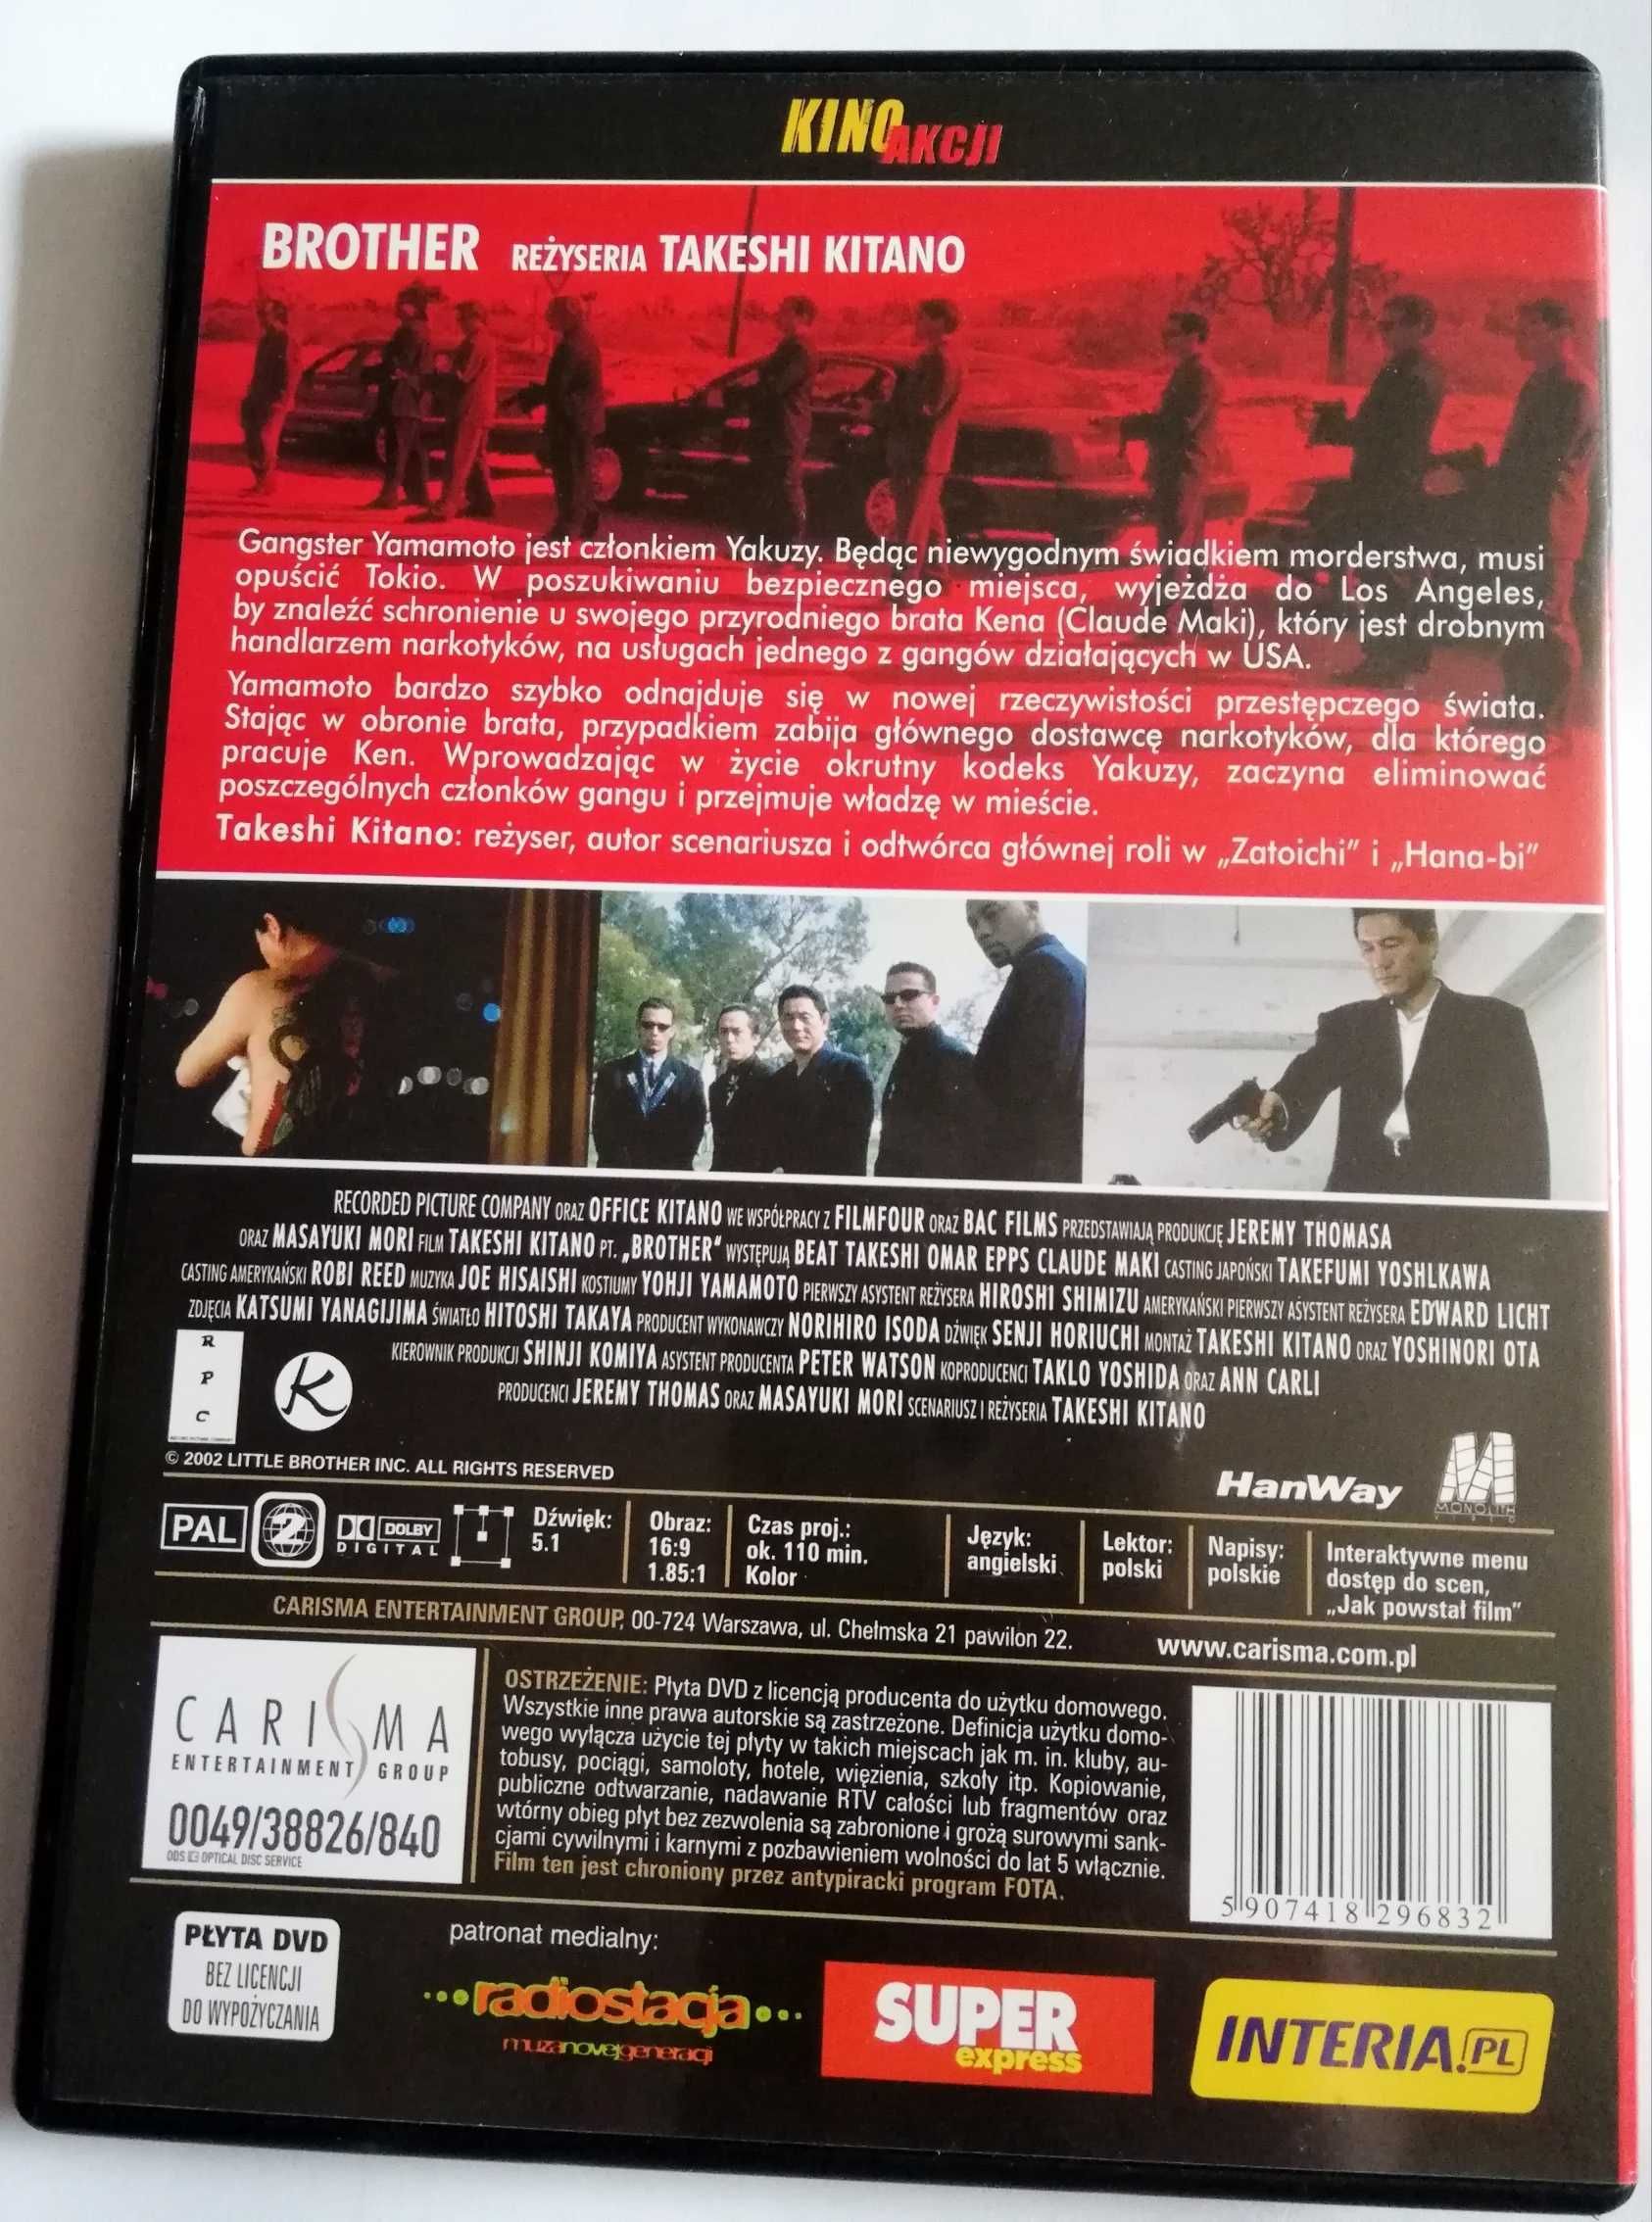 KINO AKCJI
BROTHER REŻYSERIA TAKESHI KITANO
Gangster Yamamoto jest członkiem Yakuzy. Będąc niewygodnym świadkiem morderstwa, musi
opuścić Tokio. W poszukiwaniu bezpiecznego miejsca, wyjeżdża do Los Angeles,
by znaleźć schronienie u swojego przyrodniego brata Kena (Claude Maki), który jest drobnym
handlarzem narkotyków, na usługach jednego z gangów działających w USA.
Yamamoto bardzo szybko odnajduje się w nowej rzeczywistości przestępczego świata.
Stając w obronie brata, przypadkiem zabija głównego dostawcę narkotyków, dla którego
pracuje Ken. Wprowadzając w życie okrutny kodeks Yakuzy, zaczyna eliminować
poszczególnych członków gangu i przejmuje władzę w mieście.
Takeshi Kitano: reżyser, autor scenariusza i odtwórca głównej roli w „Zatoichi” i „Hana-bi”
RECORDED PICTURE COMPANY ORAZ OFFICE KITANO WE WSPÓŁPRACY Z FILMFOUR ORAZ BAC FILMS PRZEDSTAWIAJĄ PRODUKCJĘ JEREMY THOMASA
ORAZ MASAYUKI MORI FILM TAKESHI KITANO PT. „BROTHER“ WYSTĘPUJĄ BEAT TAKESHI OMAR EPPS CLAUDE MAKI CASTING JAPOŃSKI TAKEFUMI YOSHLKAWA
CASTING AMERYKAŃSKI ROBI REED MUZYKA JOE HISAISHI KOSTIUMY YOHJI YAMAMOTO PIERWSZY ASYSTENT REŻYSERA HIROSHI SHIMIZU AMERYKAŃSKI PIERWSZY ASYSTENT REŻYSERA EDWARD LICHT
ZDJĘCIA KATSUMI YANAGIJIMA ŚWIATŁO HITOSHI TAKAYA PRODUCENT WYKONAWCZY NORIHIRO ISODA DŹWIĘK SENJI HORIUCHI MONTAŻ TAKESHI KITANO ORAZ YOSHINORI OTA
KIEROWNIK PRODUKCJI SHINJI KOMIYA ASYSTENT PRODUCENTA PETER WATSON KOPRODUCENCI TAKLO YOSHIDA ORAZ ANN CARLI
PRODUCENCI JEREMY THOMAS ORAZ MASAYUKI MORI SCENARIUSZ I REŻYSERIA TAKESHI KITANO
R
P
C
K
© 2002 LITTLE BROTHER INC. ALL RIGHTS RESERVED
HanWay
MONOLITH
VIDEO
PAL 2 DOLBY
DIGITAL
Dźwięk:
5.1
Obraz:
16:9
1.85:1
Czas proj.:
ok. 110 min.
Kolor
Język:
angielski
Lektor:
polski
Napisy:
polskie
Interaktywne menu
dostęp do scen,
„Jak powstał film”
CARISMA ENTERTAINMENT GROUP, 00-724 Warszawa, ul. Chełmska 21 pawilon 22.
www.carisma.com.pl
CARISMA
ENTERTAINMENT GROUP
0049/38826/840
ODS OPTICAL DISC SERVICE
OSTRZEŻENIE: Płyta DVD z licencją producenta do użytku domowego.
Wszystkie inne prawa autorskie są zastrzeżone. Definicja użytku domo-
wego wyłącza użycie tej płyty w takich miejscach jak m. in. kluby, au-
tobusy, pociągi, samoloty, hotele, więzienia, szkoły itp. Kopiowanie,
publiczne odtwarzanie, nadawanie RTV całości lub fragmentów oraz
wtórny obieg płyt bez zezwolenia są zabronione i grożą surowymi sank-
cjami cywilnymi i karnymi z pozbawieniem wolności do lat 5 włącznie.
Film ten jest chroniony przez antypiracki program FOTA.
5907418296832
PŁYTA DVD
BEZ LICENCJI
DO WYPOŻYCZANIA
patronat medialny:
radiostacja
muzanowejgeneracji
SUPER
express
INTERIA.PL